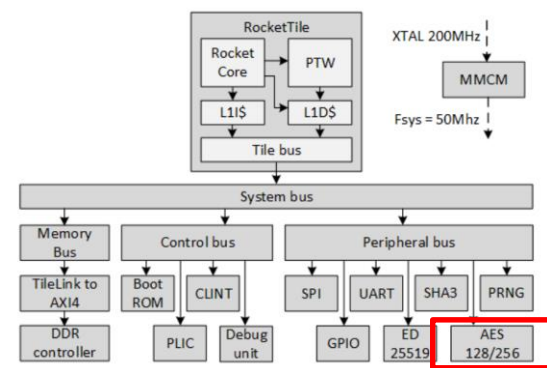 RocketTile
Rocket
Core
PTW
L1I$
L1D$
Tile bus
XTAL 200MHz
MMCM
Fsys = 50Mhz
System bus
Memory
Bus
Control bus
Peripheral bus
TileLink to
AXI4
Boot
ROM
CLINT
SPI
UART
SHA3
PRNG
DDR
controller
PLIC
Debug
unit
GPIO
ED
25519
AES
128/256